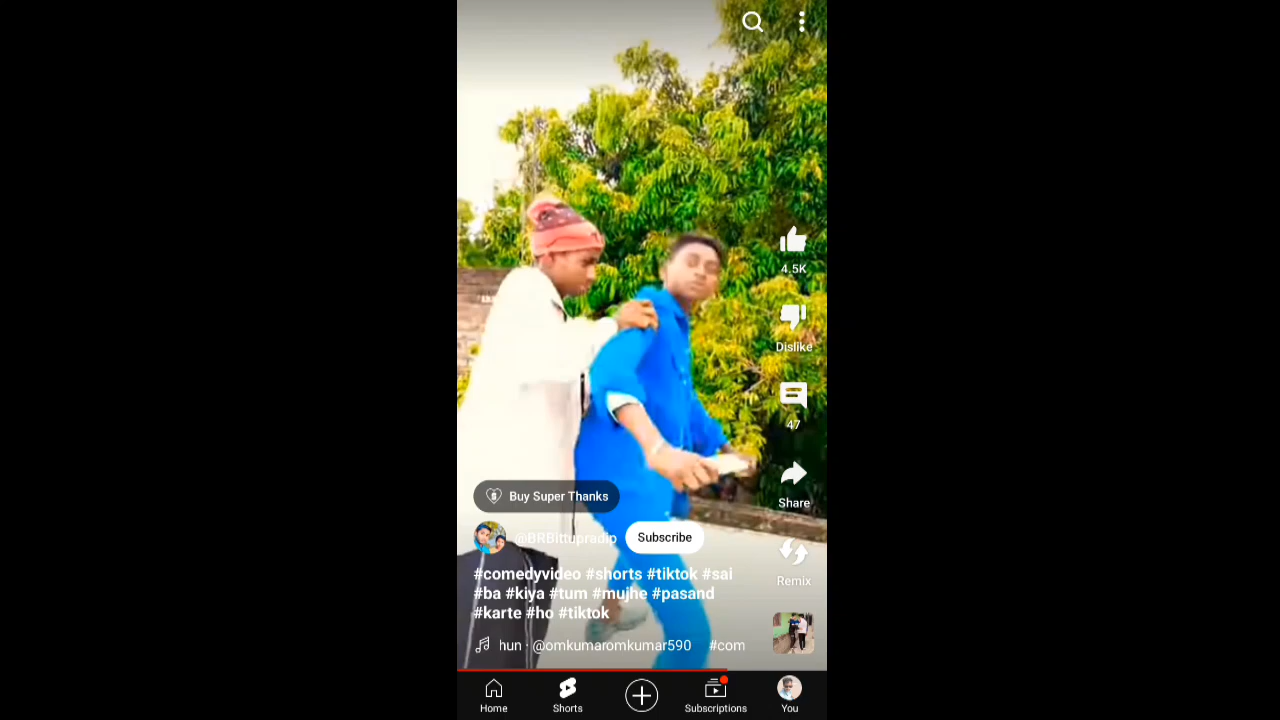 4.5K
Dislike
47
Share
Buy Super Thanks
@BRBittupradip Subscribe
#comedyvideo #shorts #tiktok #sai
#ba #kiya #tum #mujhe #pasand
#karte #ho #tiktok
Remix
hun · @omkumaromkumar590 #com
Home
Shorts
Subscriptions
You